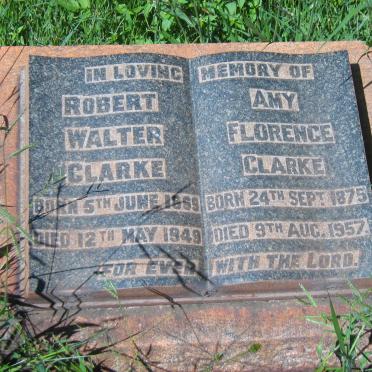 IN LOVING MEMORY OF
ROBERT
WALTER
CLARKE
BORN 5TH JUNE 1869
DIED 12TH MAY 1949
AMY
FLORENCE
CLARKE
BORN 24TH SEPT 1875
DIED 9TH AUG. 1957
FOR EVER WITH THE LORD.